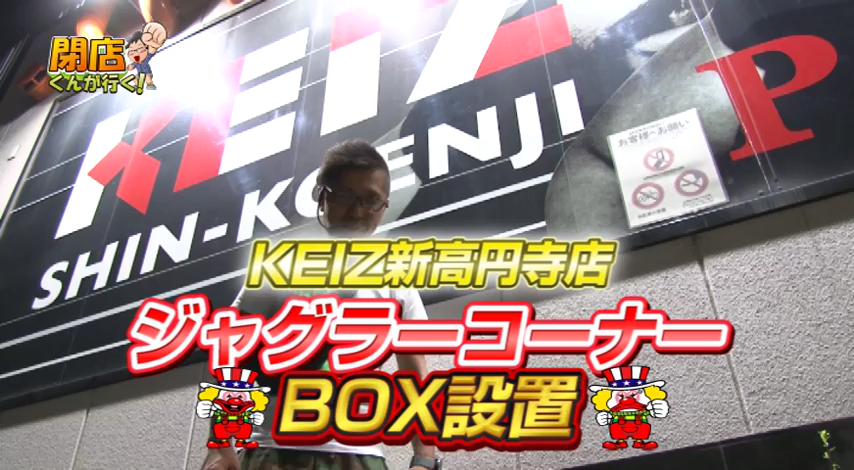 閉店
くんが行く!
KEIZ
SHIN-KOENJI
P
お客様へお願い
KEIZ新高円寺店
ジャグラーコーナー
BOX設置